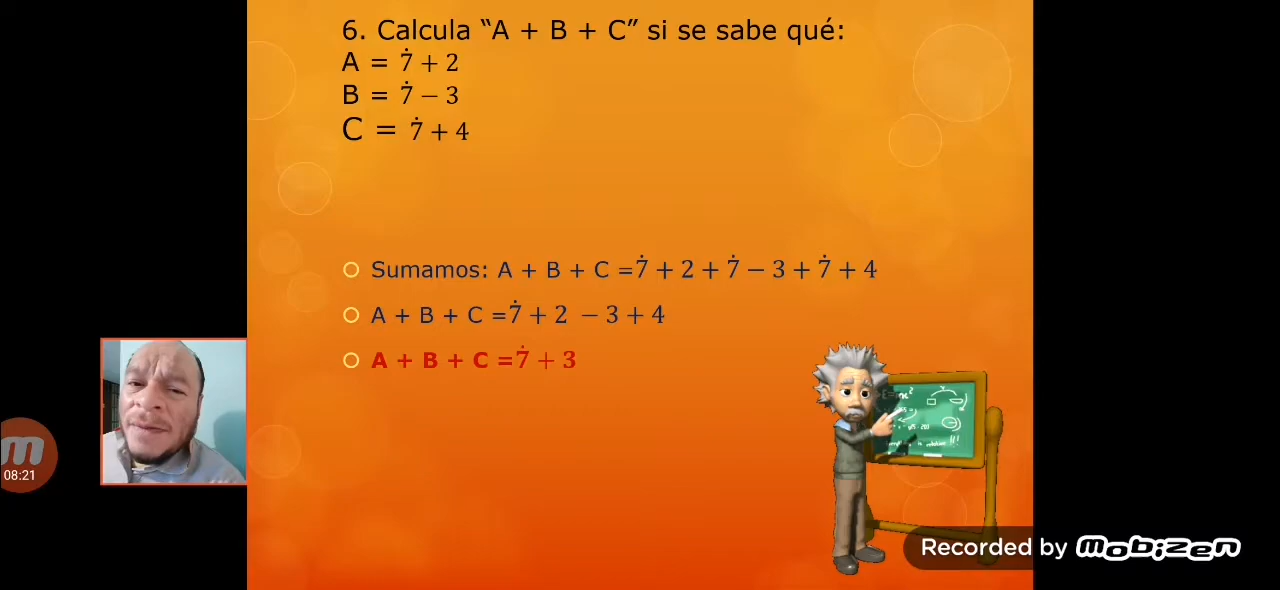 6. Calcula “A + B + C” si se sabe qué:
A = 7̇ + 2
B = 7̇ − 3
C = 7̇ + 4
Sumamos: A + B + C =7̇ + 2 + 7̇ − 3 + 7̇ + 4
A + B + C =7̇ + 2 − 3 + 4
A + B + C =7̇ + 3
08:21
Recorded by mobizen